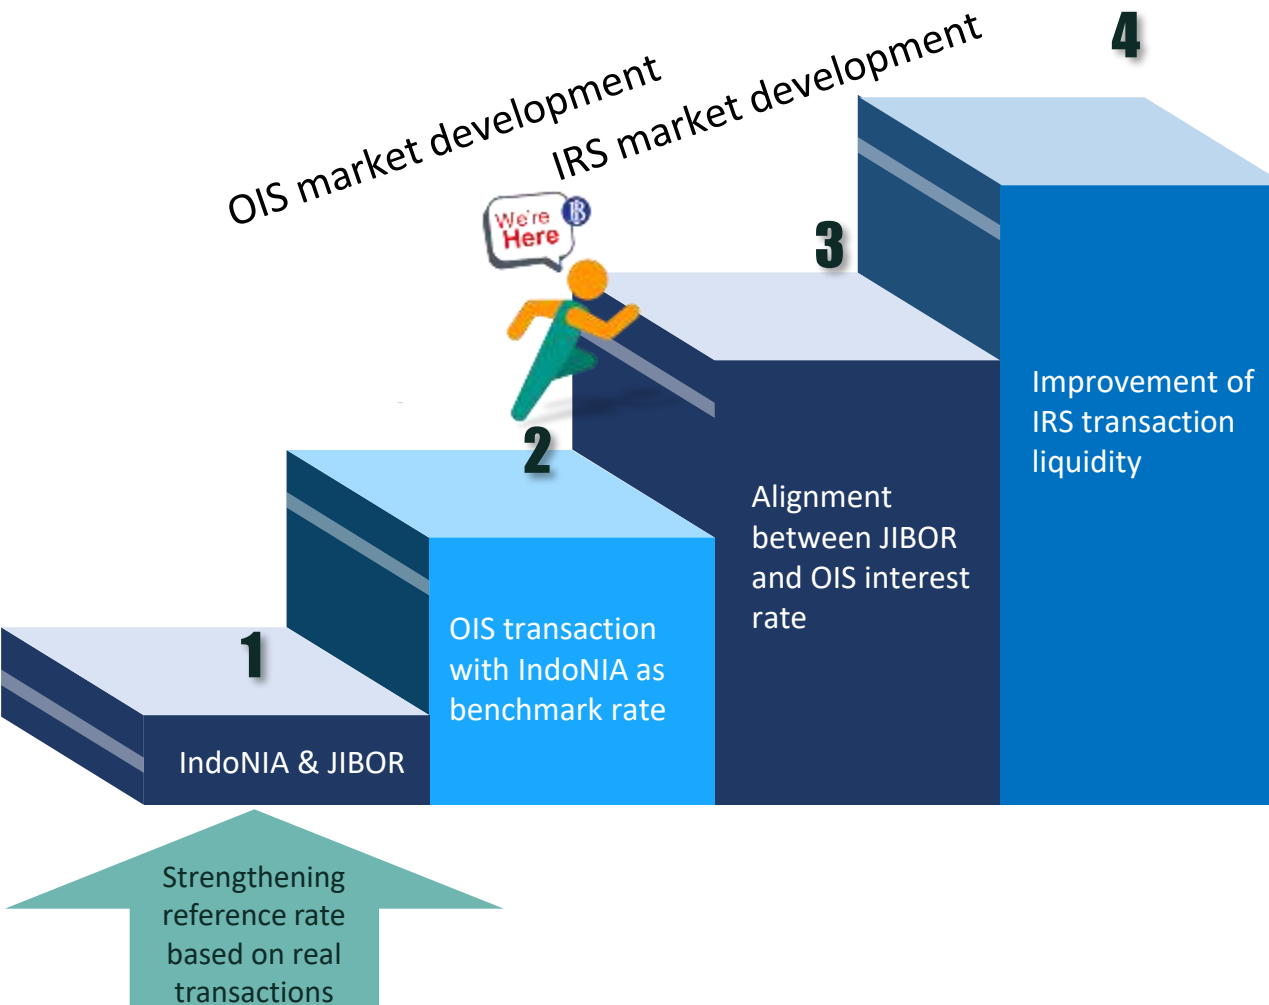 4
OIS market development
IRS market development
We're
Here
3
2
1
Improvement of
IRS transaction
liquidity
Alignment
between JIBOR
and OIS interest
rate
OIS transaction
with IndoNIA as
benchmark rate
IndoNIA & JIBOR
Strengthening
reference rate
based on real
transactions